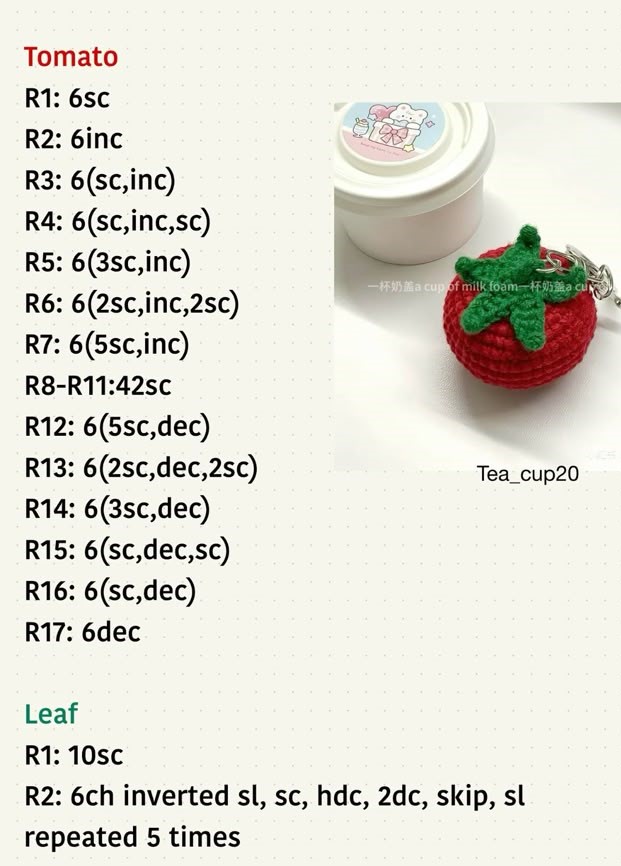 Tomato
R1: 6sc
R2: 6inc
R3: 6(sc,inc)
R4: 6(sc,inc,sc)
R5: 6(3sc,inc)
R6: 6(2sc,inc,2sc)
R7: 6(5sc,inc)
R8-R11:42sc
R12: 6(5sc,dec)
R13: 6(2sc,dec,2sc)
R14: 6(3sc,dec)
R15: 6(sc,dec,sc)
R16: 6(sc,dec)
R17: 6dec
一杯奶盖a cup of milk foam一杯奶盖a cu
Tea_cup20
Leaf
R1: 10sc
R2: 6ch inverted sl, sc, hdc, 2dc, skip, sl
repeated 5 times